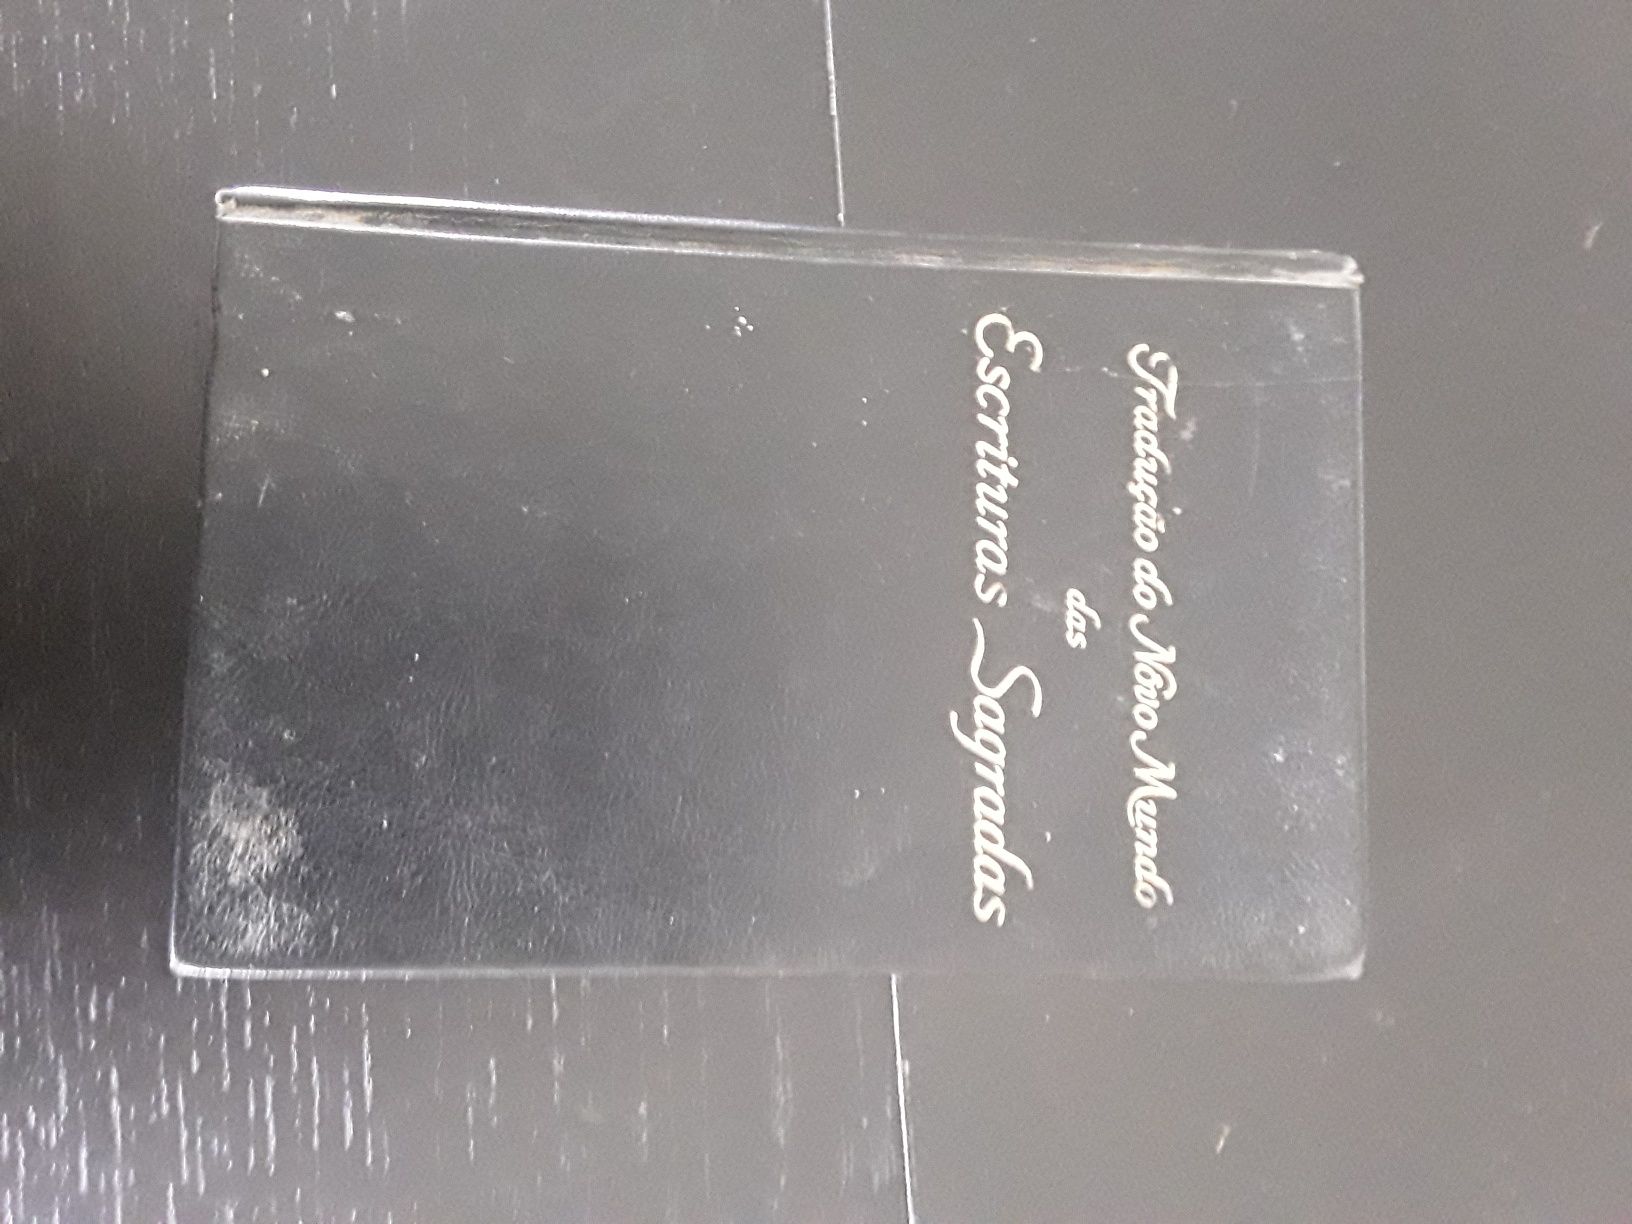 Tradução do Novo Mundo
das
Escrituras Sagradas